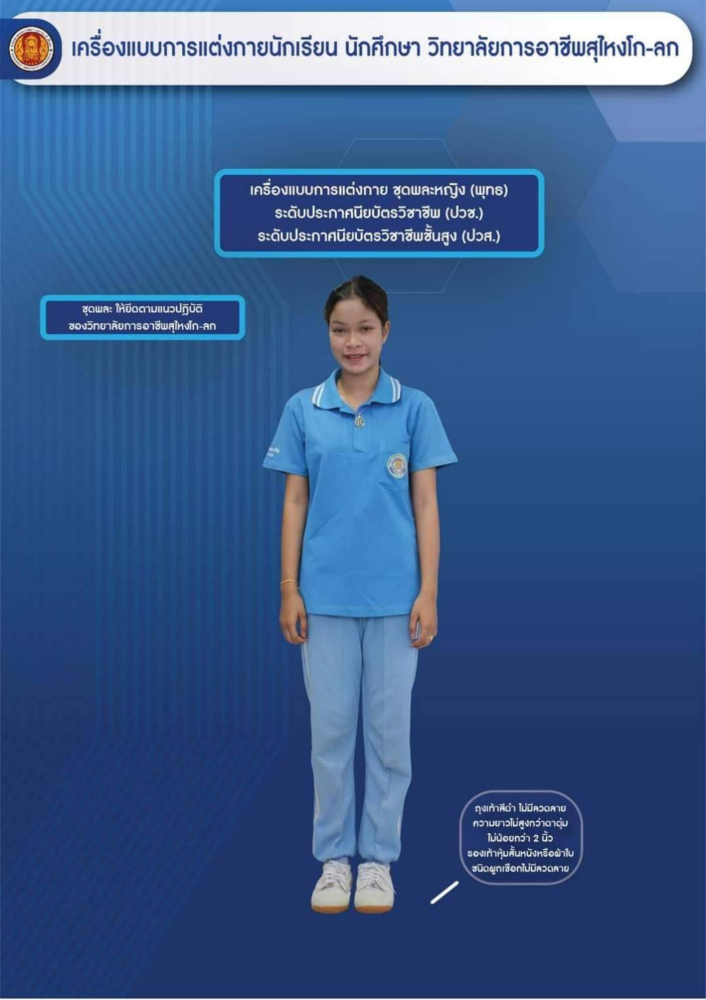 เครื่องแบบการแต่งกายนักเรียน นักศึกษา วิทยาลัยการอาชีพสุไหงโก-ลก
เครื่องแบบการแต่งกาย ชุดพละหญิง (พุทธ)
ระดับประกาศนียบัตรวิชาชีพ (ปวช.)
ระดับประกาศนียบัตรวิชาชีพชั้นสูง (ปวส.)
ชุดพละ ให้ยึดตามแนวปฏิบัติ
ของวิทยาลัยการอาชีพสุไหงโก-ลก
ถุงเท้าสีดำ ไม่มีลวดลาย
ความยาวไม่สูงกว่าตาตุ่ม
ไม่น้อยกว่า 2 นิ้ว
รองเท้าหุ้มส้นหนังหรือผ้าใบ
ชนิดผูกเชือกไม่มีลวดลาย